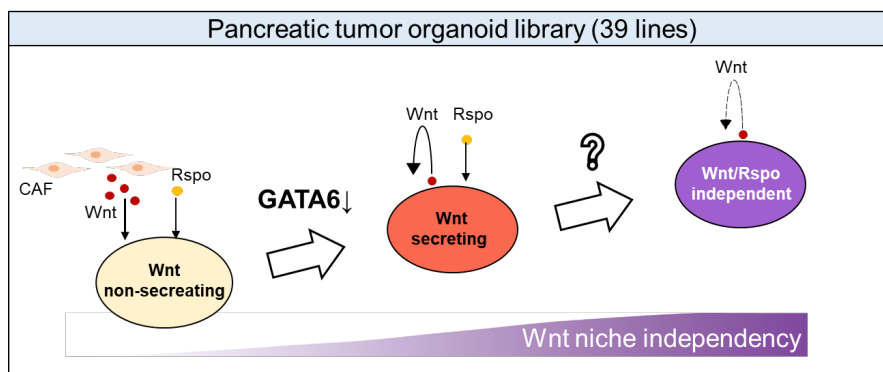 Pancreatic tumor organoid library (39 lines)
CAF
Wnt
Rspo
Wnt
non-secreating
GATA6↓
Wnt
Rspo
Wnt
secreting
?
Wnt
Wnt/Rspo
independent
Wnt niche independency